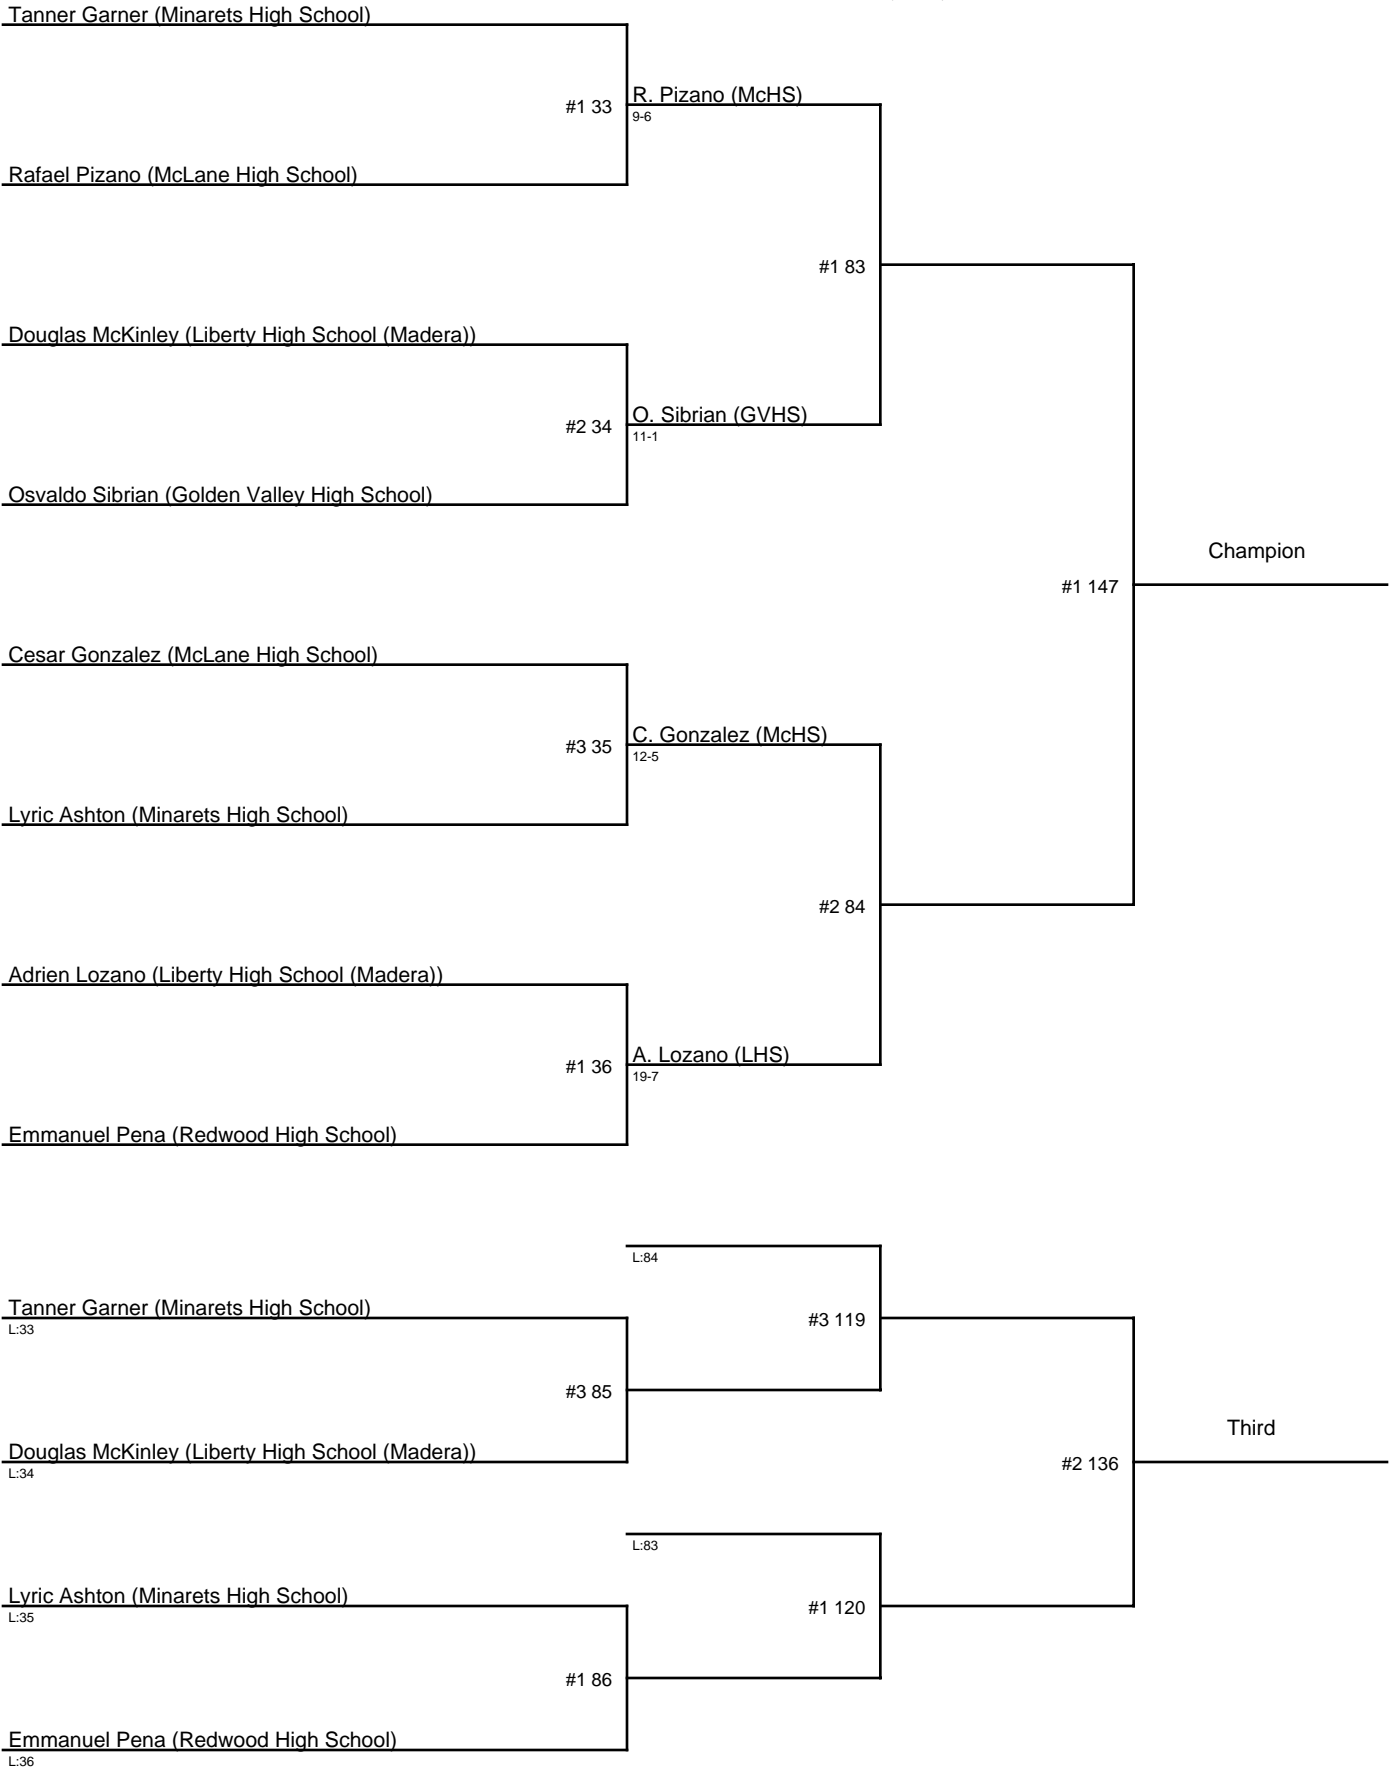 Tanner Garner (Minarets High School)
#1 33
R. Pizano (McHS)
9-6
Rafael Pizano (McLane High School)
#1 83
Douglas McKinley (Liberty High School (Madera))
#2 34
O. Sibrian (GVHS)
11-1
Osvaldo Sibrian (Golden Valley High School)
Champion
#1 147
Cesar Gonzalez (McLane High School)
#3 35
C. Gonzalez (McHS)
12-5
Lyric Ashton (Minarets High School)
#2 84
Adrien Lozano (Liberty High School (Madera))
#1 36
A. Lozano (LHS)
19-7
Emmanuel Pena (Redwood High School)
L:84
Tanner Garner (Minarets High School)
L:33
#3 119
#3 85
Douglas McKinley (Liberty High School (Madera))
L:34
Third
#2 136
L:83
Lyric Ashton (Minarets High School)
L:35
#1 120
#1 86
Emmanuel Pena (Redwood High School)
L:36